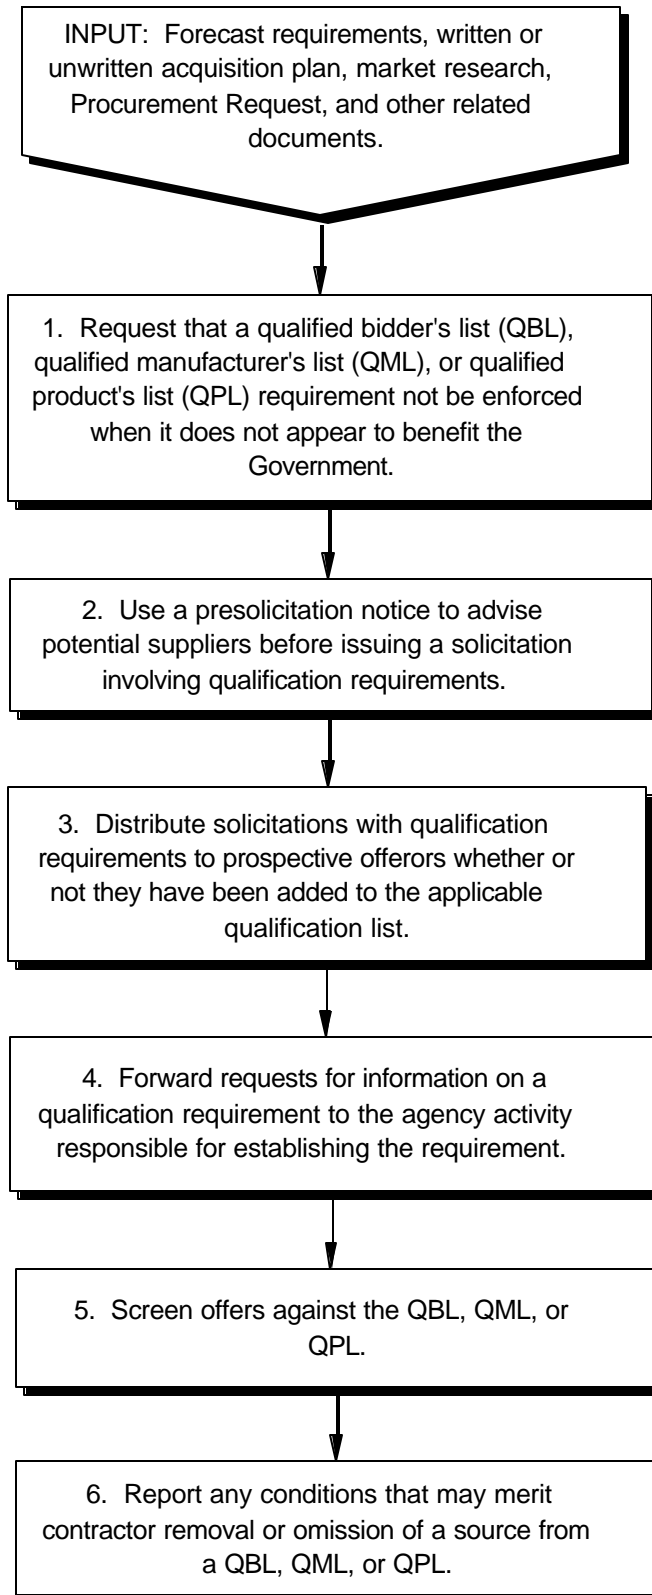 INPUT:  Forecast requirements, written or
unwritten acquisition plan, market research,
Procurement Request, and other related
documents.
1.  Request that a qualified bidder's list (QBL),
qualified manufacturer's list (QML), or qualified
product's list (QPL) requirement not be enforced
when it does not appear to benefit the
Government.
2.  Use a presolicitation notice to advise
potential suppliers before issuing a solicitation
involving qualification requirements.
3.  Distribute solicitations with qualification
requirements to prospective offerors whether or
not they have been added to the applicable
qualification list.
4.  Forward requests for information on a
qualification requirement to the agency activity
responsible for establishing the requirement.
5.  Screen offers against the QBL, QML, or
QPL.
6.  Report any conditions that may merit
contractor removal or omission of a source from
a QBL, QML, or QPL.